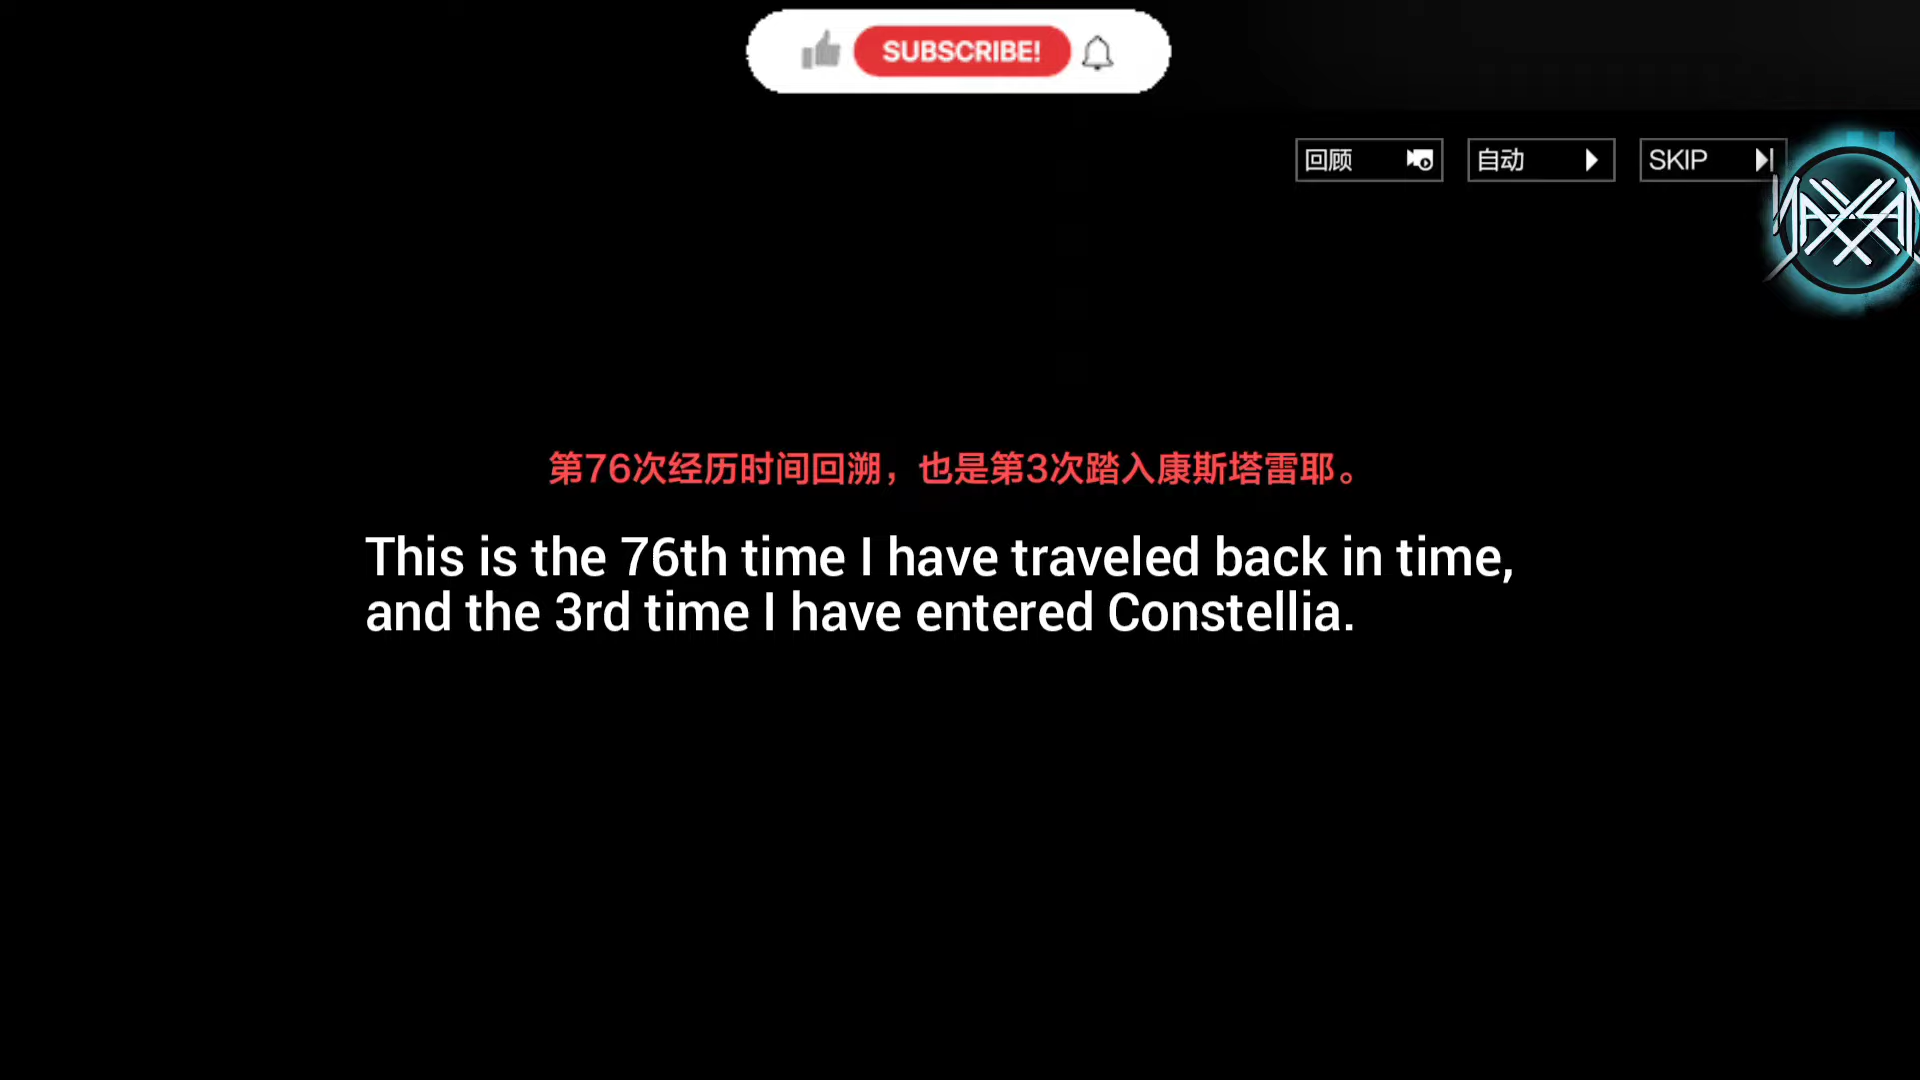 SUBSCRIBE!
回顾
自动
SKIP
第76次经历时间回溯，也是第3次踏入康斯塔雷耶。
This is the 76th time I have traveled back in time,
and the 3rd time I have entered Constellia.